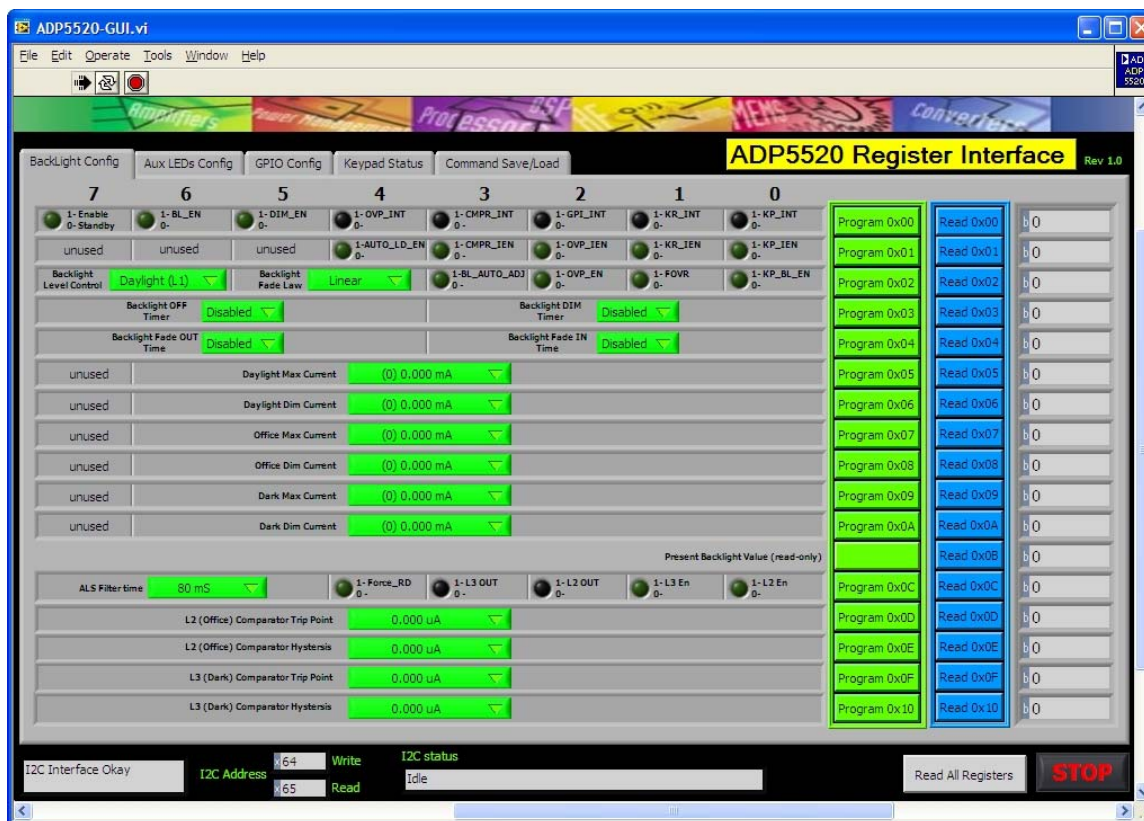 ADP5520-GUI.vi
File Edit Operate Tools Window Help
AD
ADP
5520
Amplifiers Power Management Processor DSP MEMS Converters
BackLight Config Aux LEDs Config GPIO Config Keypad Status Command Save/Load
ADP5520 Register Interface Rev 1.0
7 6 5 4 3 2 1 0
1- Enable 1- BL_EN 1- DIM_EN 1- OVP_INT 1- CMPR_INT 1- GPI_INT 1- KR_INT 1- KP_INT
0- Standby 0- 0- 0- 0- 0- 0- 0-
Program 0x00 Read 0x00 b 0
unused unused unused 1-AUTO_LD_EN 1- CMPR_IEN 1- OVP_IEN 1- KR_IEN 1- KP_IEN
0- 0- 0- 0- 0-
Program 0x01 Read 0x01 b 0
Backlight Level Control Daylight (L1) Backlight Fade Law Linear 1-BL_AUTO_ADJ 1- OVP_EN 1- FOVR 1- KP_BL_EN
0- 0- 0- 0-
Program 0x02 Read 0x02 b 0
Backlight OFF Timer Disabled Backlight DIM Timer Disabled Program 0x03 Read 0x03 b 0
Backlight Fade OUT Time Disabled Backlight Fade IN Time Disabled Program 0x04 Read 0x04 b 0
unused Daylight Max Current (0) 0.000 mA Program 0x05 Read 0x05 b 0
unused Daylight Dim Current (0) 0.000 mA Program 0x06 Read 0x06 b 0
unused Office Max Current (0) 0.000 mA Program 0x07 Read 0x07 b 0
unused Office Dim Current (0) 0.000 mA Program 0x08 Read 0x08 b 0
unused Dark Max Current (0) 0.000 mA Program 0x09 Read 0x09 b 0
unused Dark Dim Current (0) 0.000 mA Program 0x0A Read 0x0A b 0
Present Backlight Value (read-only) Read 0x0B b 0
ALS Filter time 80 mS 1- Force_RD 1- L3 OUT 1- L2 OUT 1- L3 En 1- L2 En
0- 0- 0- 0- 0-
Program 0x0C Read 0x0C b 0
L2 (Office) Comparator Trip Point 0.000 uA Program 0x0D Read 0x0D b 0
L2 (Office) Comparator Hystersis 0.000 uA Program 0x0E Read 0x0E b 0
L3 (Dark) Comparator Trip Point 0.000 uA Program 0x0F Read 0x0F b 0
L3 (Dark) Comparator Hystersis 0.000 uA Program 0x10 Read 0x10 b 0
I2C Interface Okay
I2C Address
x 64 Write
x 65 Read
I2C status
Idle
Read All Registers
STOP